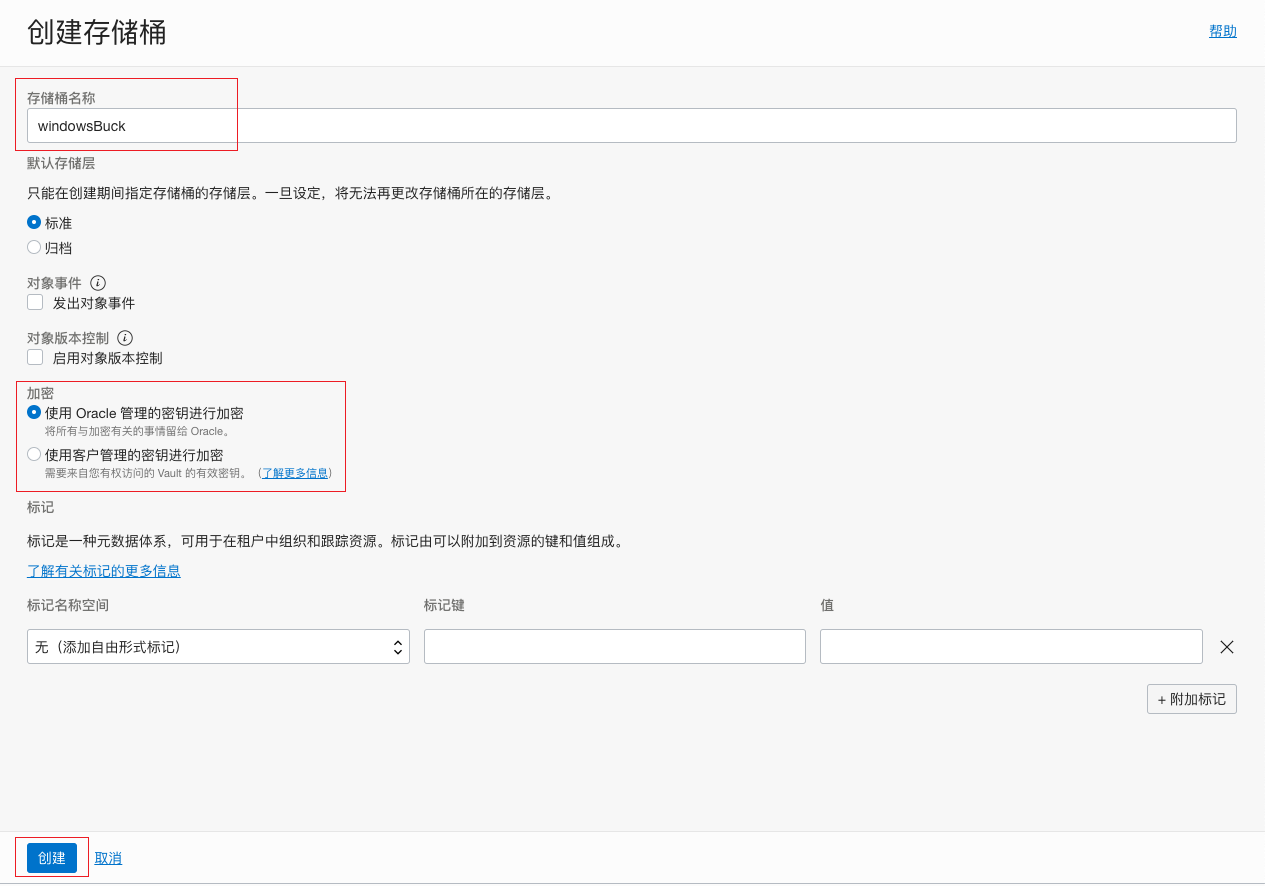 创建存储桶
帮助
存储桶名称
windowsBuck
默认存储层
只能在创建期间指定存储桶的存储层。一旦设定，将无法再更改存储桶所在的存储层。
标准
归档
对象事件
发出对象事件
对象版本控制
启用对象版本控制
加密
使用 Oracle 管理的密钥进行加密
将所有与加密有关的事情留给 Oracle。
使用客户管理的密钥进行加密
需要来自您有权访问的 Vault 的有效密钥。（了解更多信息）
标记
标记是一种元数据体系，可用于在租户中组织和跟踪资源。标记由可以附加到资源的键和值组成。
了解有关标记的更多信息
标记名称空间 标记键 值
无（添加自由形式标记）
+ 附加标记
创建 取消